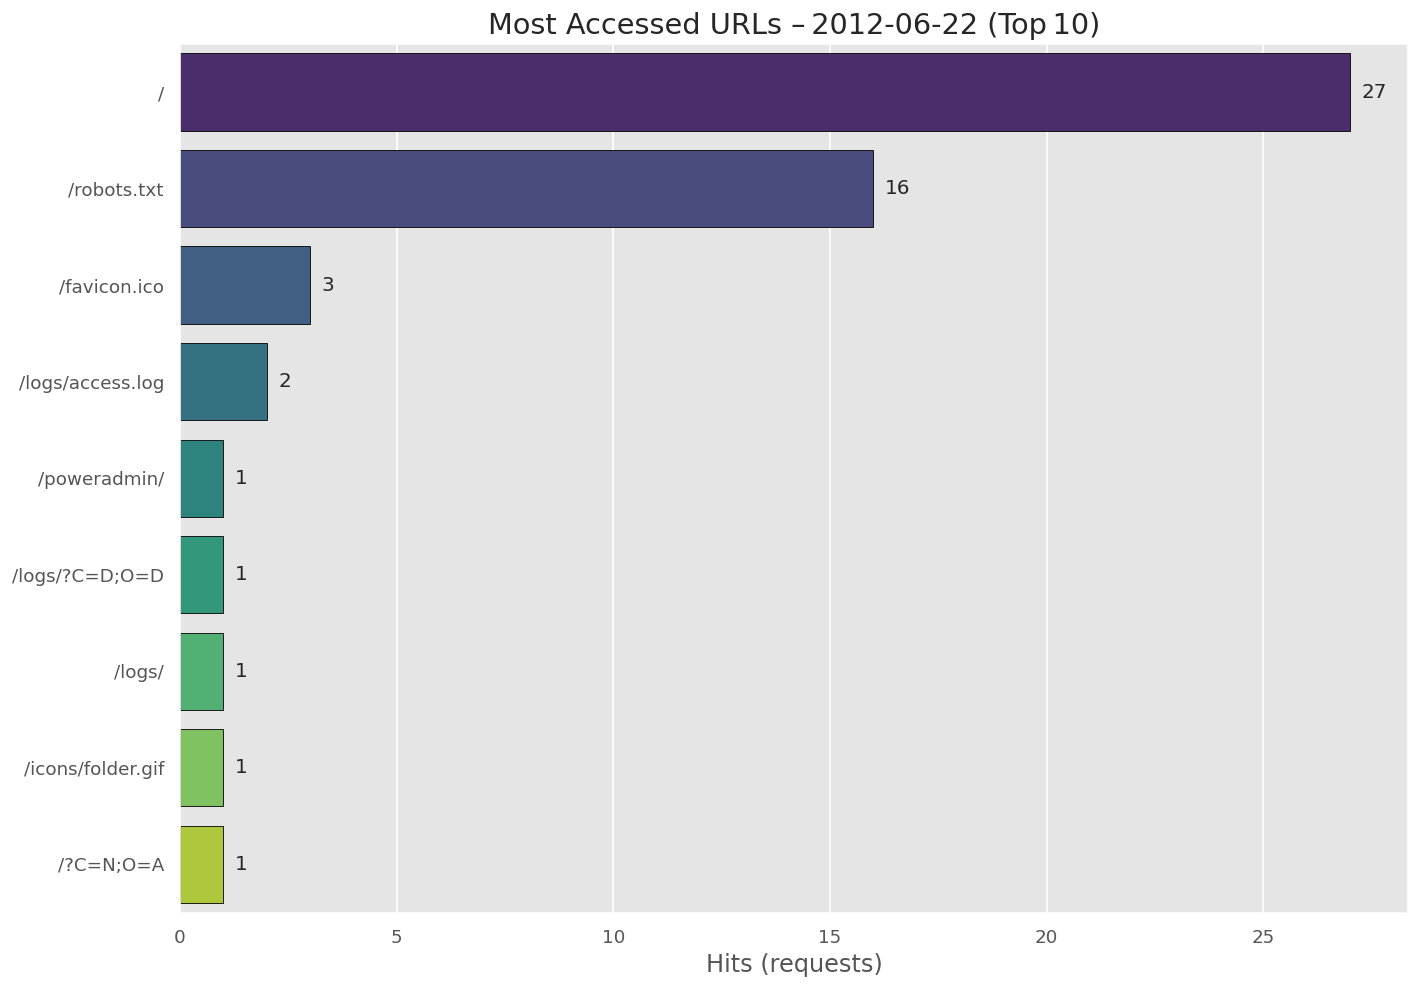 Most Accessed URLs – 2012-06-22 (Top 10)
/ 27
/robots.txt 16
/favicon.ico 3
/logs/access.log 2
/poweradmin/ 1
/logs/?C=D;O=D 1
/logs/ 1
/icons/folder.gif 1
/?C=N;O=A 1
0 5 10 15 20 25
Hits (requests)